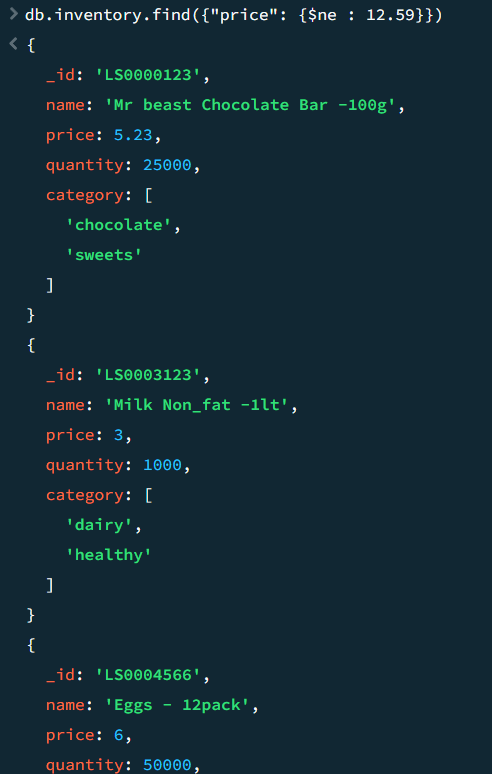 db.inventory.find({"price": {$ne : 12.59}})
{
_id: 'LS0000123',
name: 'Mr beast Chocolate Bar -100g',
price: 5.23,
quantity: 25000,
category: [
'chocolate',
'sweets'
]
}
{
_id: 'LS0003123',
name: 'Milk Non_fat -1lt',
price: 3,
quantity: 1000,
category: [
'dairy',
'healthy'
]
}
{
_id: 'LS0004566',
name: 'Eggs - 12pack',
price: 6,
quantity: 50000,